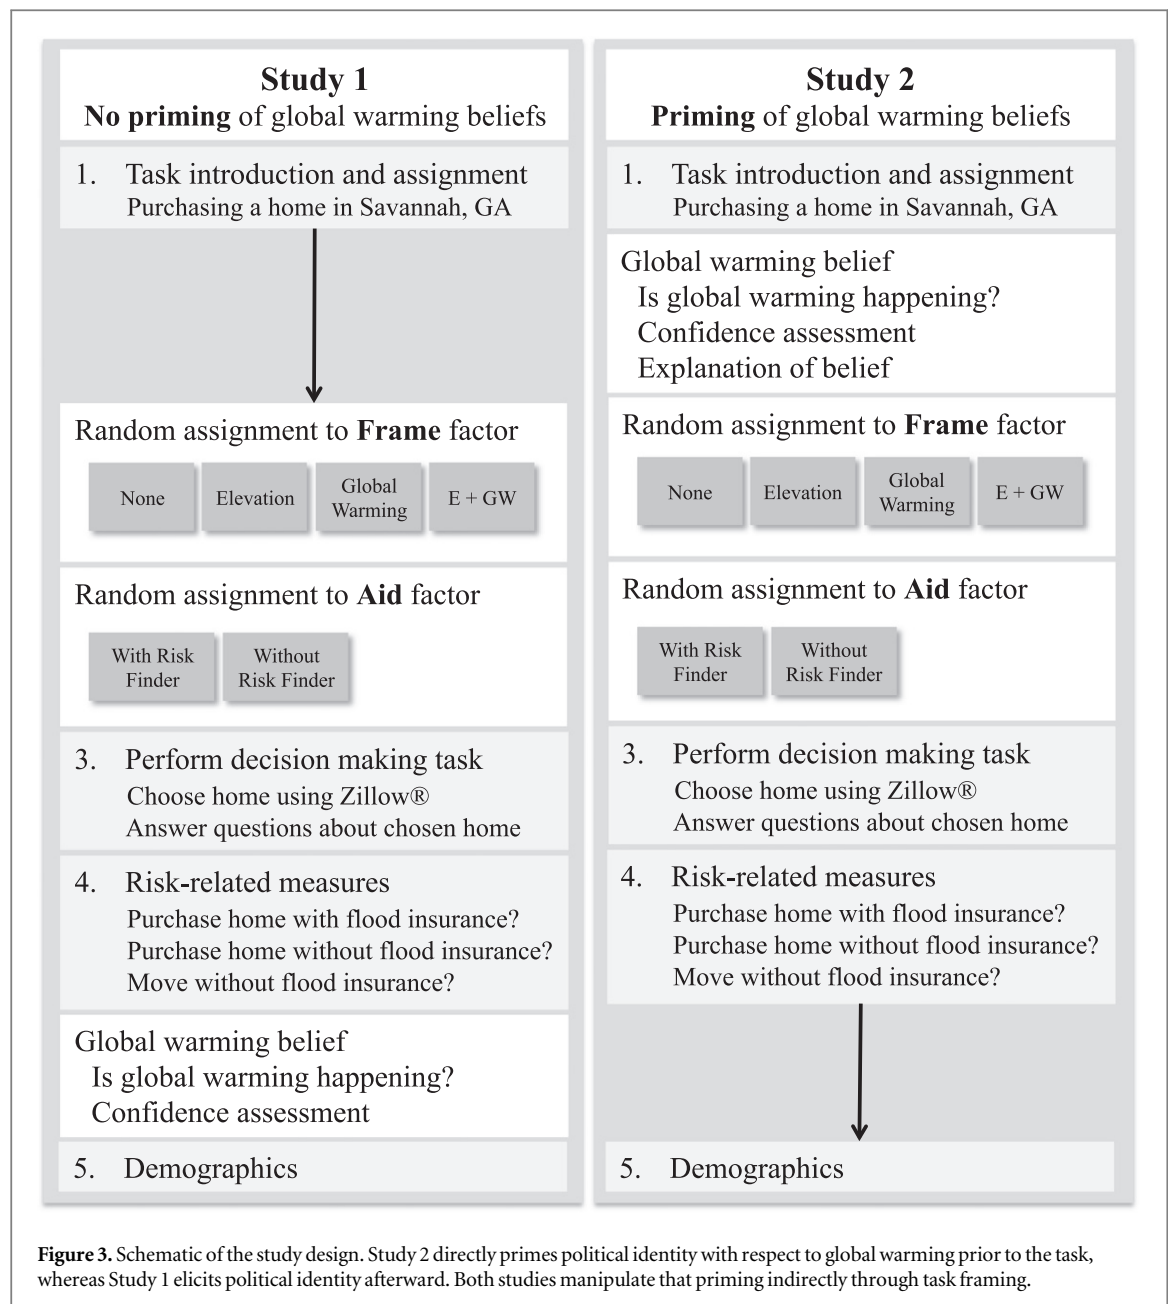 Study 1
No priming of global warming beliefs
1. Task introduction and assignment
Purchasing a home in Savannah, GA
Random assignment to Frame factor
None
Elevation
Global
Warming
E + GW
Random assignment to Aid factor
With Risk
Finder
Without
Risk Finder
3. Perform decision making task
Choose home using Zillow®
Answer questions about chosen home
4. Risk-related measures
Purchase home with flood insurance?
Purchase home without flood insurance?
Move without flood insurance?
Global warming belief
Is global warming happening?
Confidence assessment
5. Demographics
Study 2
Priming of global warming beliefs
1. Task introduction and assignment
Purchasing a home in Savannah, GA
Global warming belief
Is global warming happening?
Confidence assessment
Explanation of belief
Random assignment to Frame factor
None
Elevation
Global
Warming
E + GW
Random assignment to Aid factor
With Risk
Finder
Without
Risk Finder
3. Perform decision making task
Choose home using Zillow®
Answer questions about chosen home
4. Risk-related measures
Purchase home with flood insurance?
Purchase home without flood insurance?
Move without flood insurance?
5. Demographics
Figure 3. Schematic of the study design. Study 2 directly primes political identity with respect to global warming prior to the task,
whereas Study 1 elicits political identity afterward. Both studies manipulate that priming indirectly through task framing.